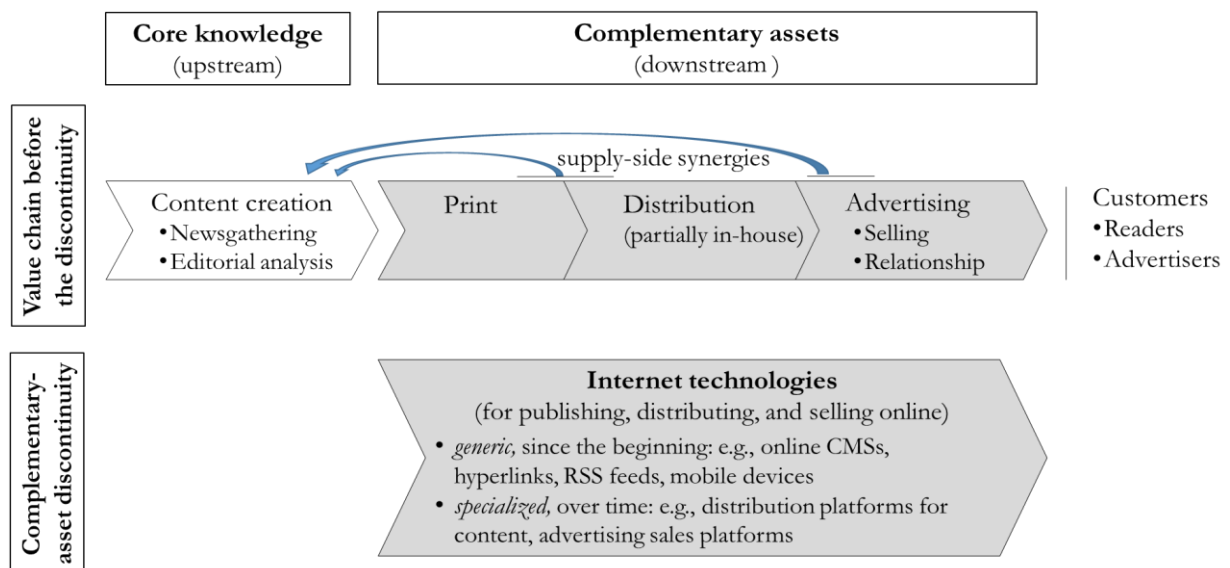 Core knowledge
(upstream)
Complementary assets
(downstream )
Value chain before
the discontinuity
supply-side synergies
Content creation
•Newsgathering
•Editorial analysis
Print
Distribution
(partially in-house)
Advertising
•Selling
•Relationship
Customers
•Readers
•Advertisers
Complementary-
asset discontinuity
Internet technologies
(for publishing, distributing, and selling online)
• generic, since the beginning: e.g., online CMSs,
hyperlinks, RSS feeds, mobile devices
• specialized, over time: e.g., distribution platforms for
content, advertising sales platforms